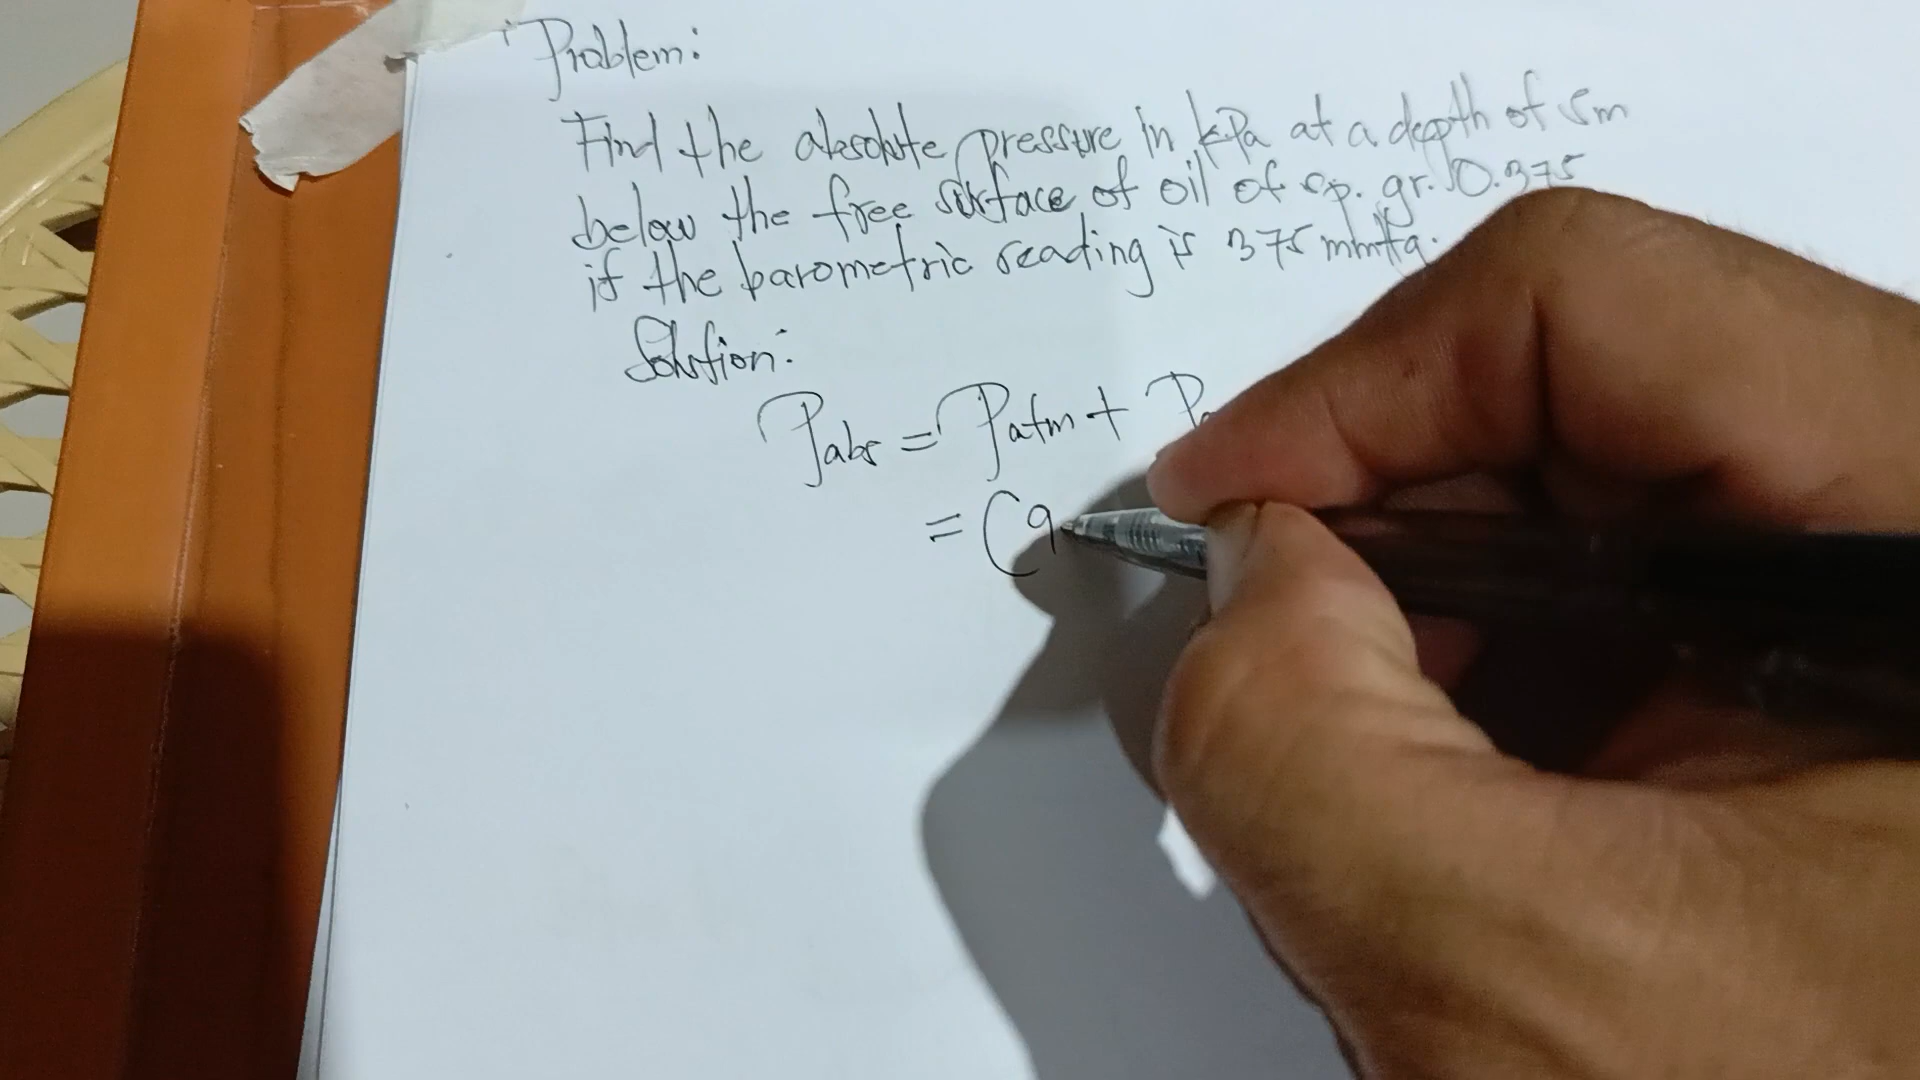 Problem:
Find the absolute pressure in kPa at a depth of 5m
below the free surface of oil of sp. gr. 0.375
if the barometric reading is 375 mmHg.
Solution:
Pabs = Patm + P
= (9